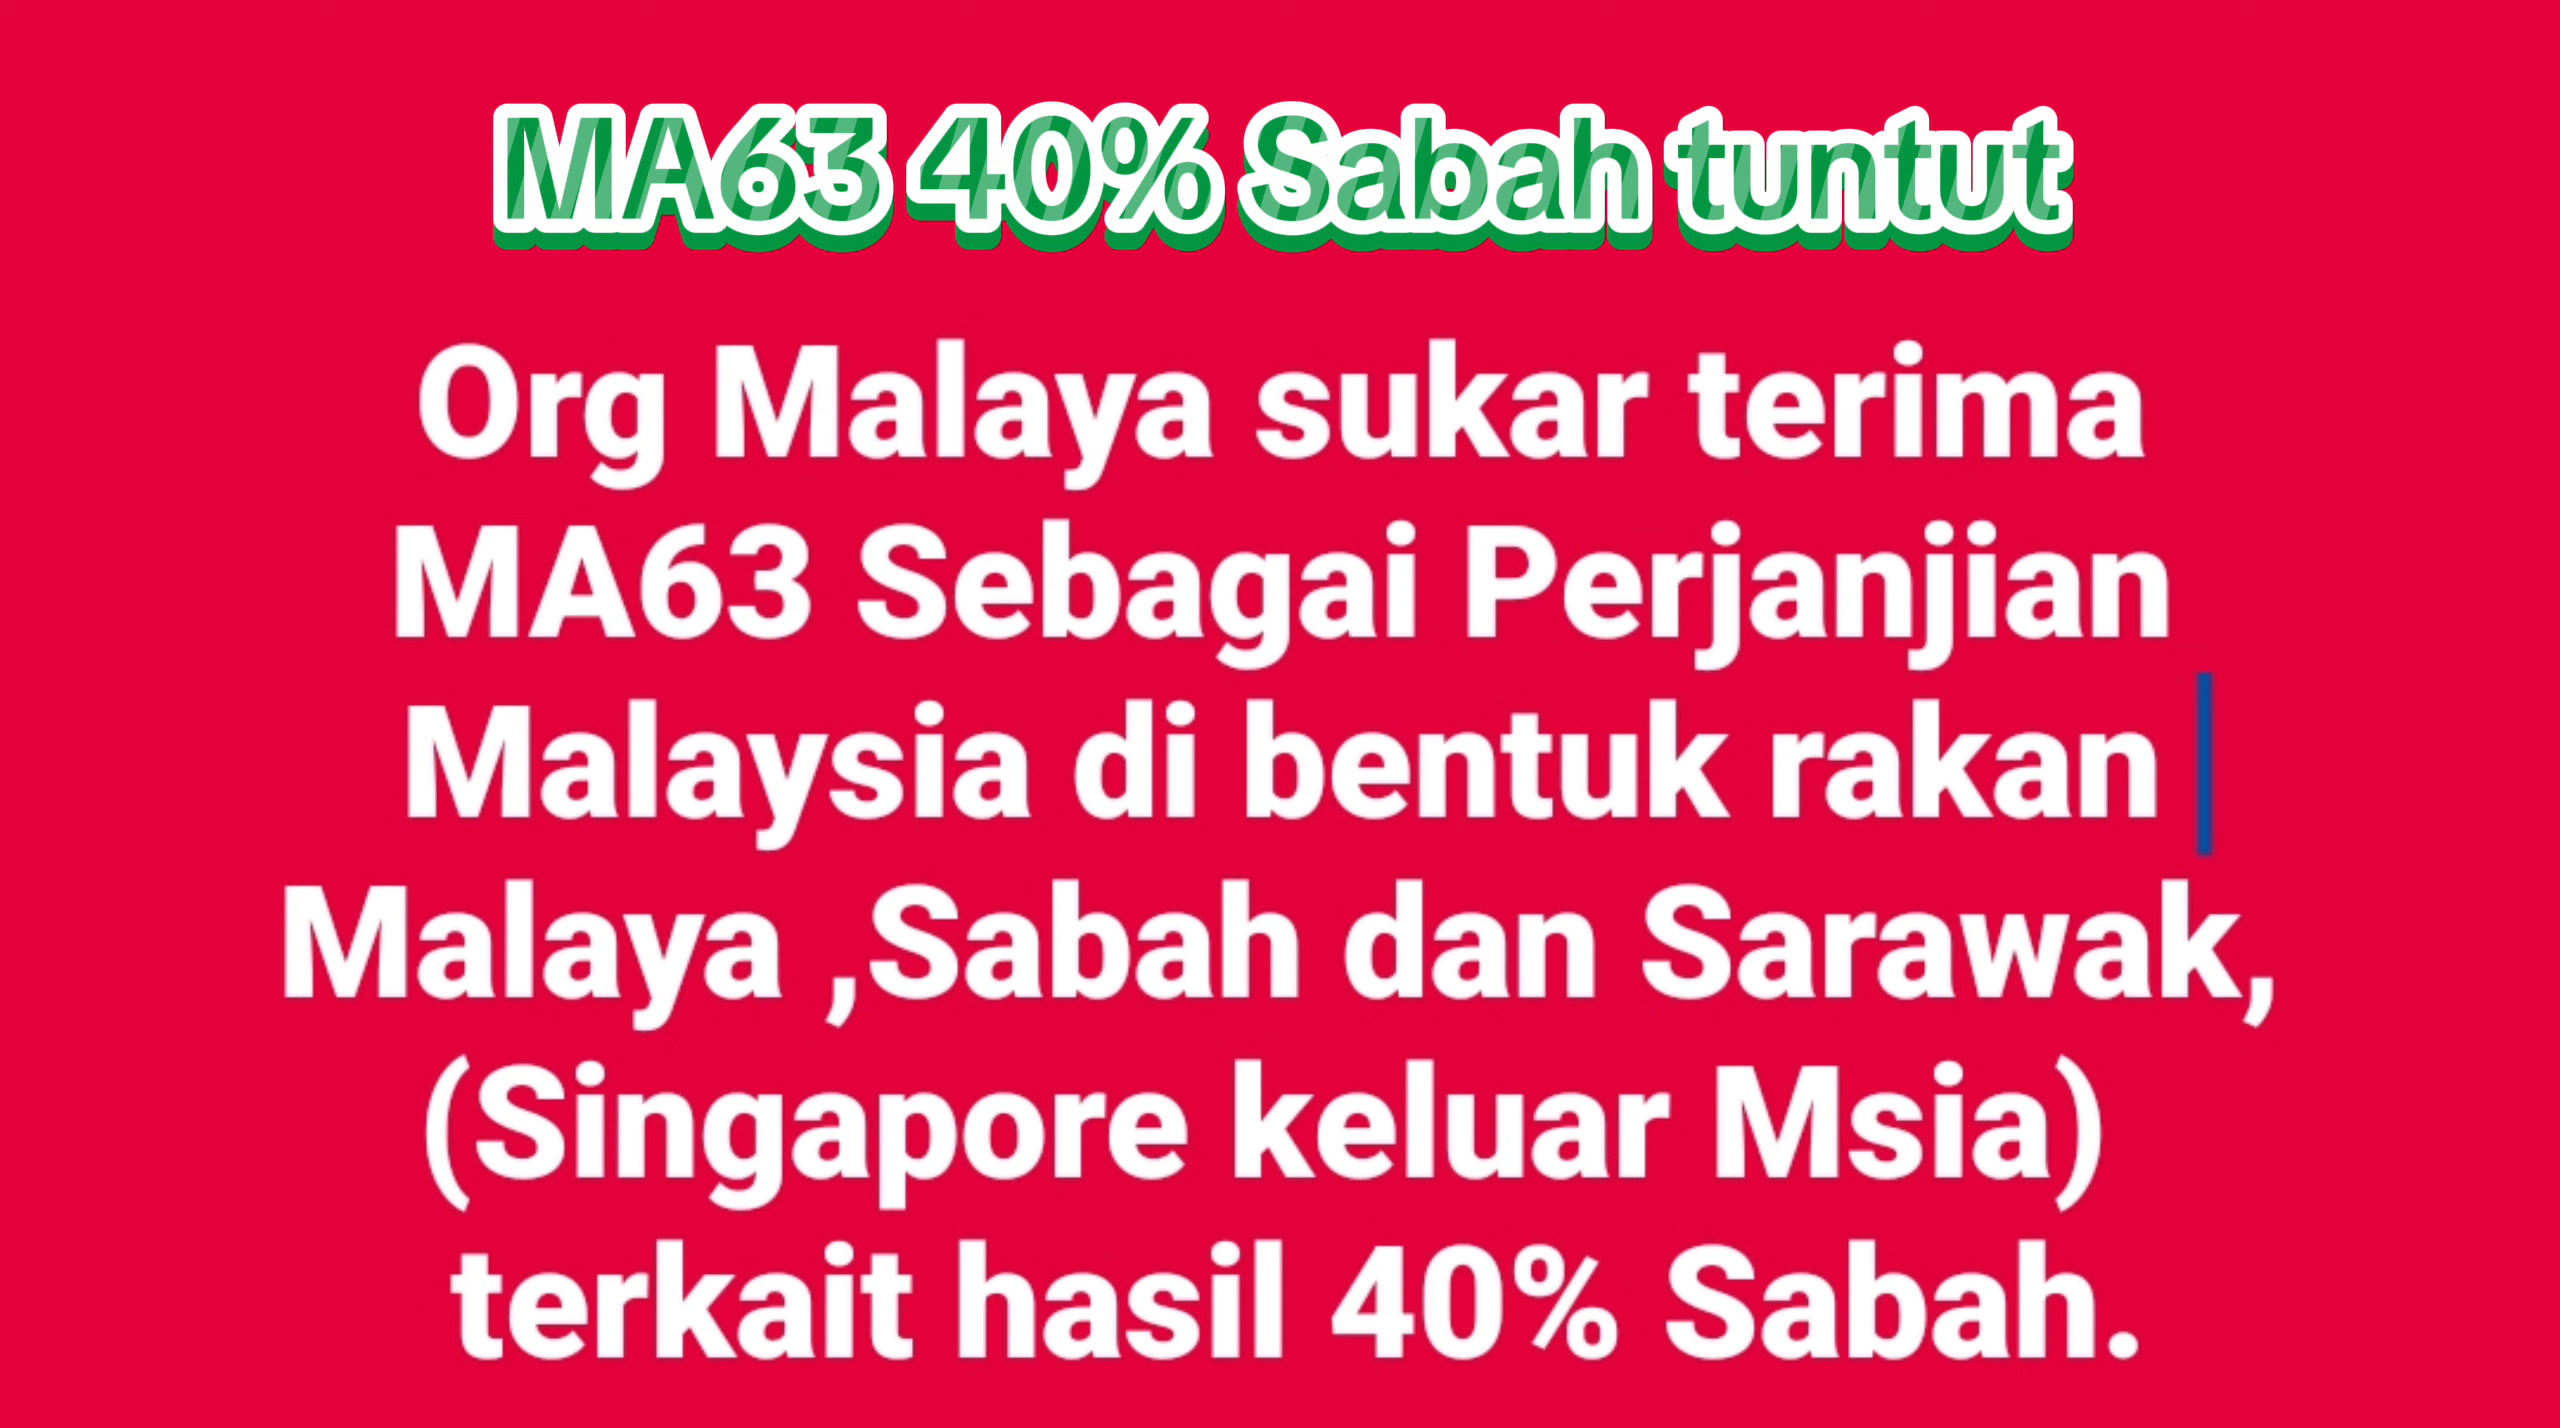 MA63 40% Sabah tuntut
Org Malaya sukar terima
MA63 Sebagai Perjanjian
Malaysia di bentuk rakan
Malaya ,Sabah dan Sarawak,
(Singapore keluar Msia)
terkait hasil 40% Sabah.